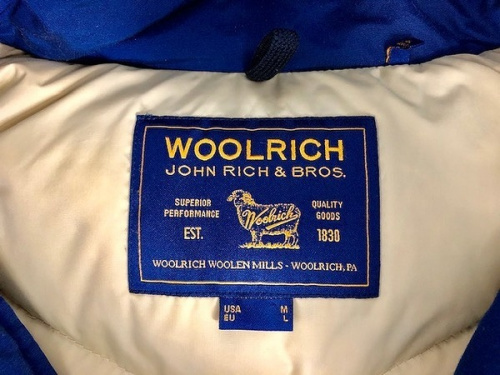 WOOLRICH
JOHN RICH & BROS.
SUPERIOR PERFORMANCE
QUALITY GOODS
Woolrich
EST.
1830
WOOLRICH WOOLEN MILLS - WOOLRICH, PA
USA M
EU L